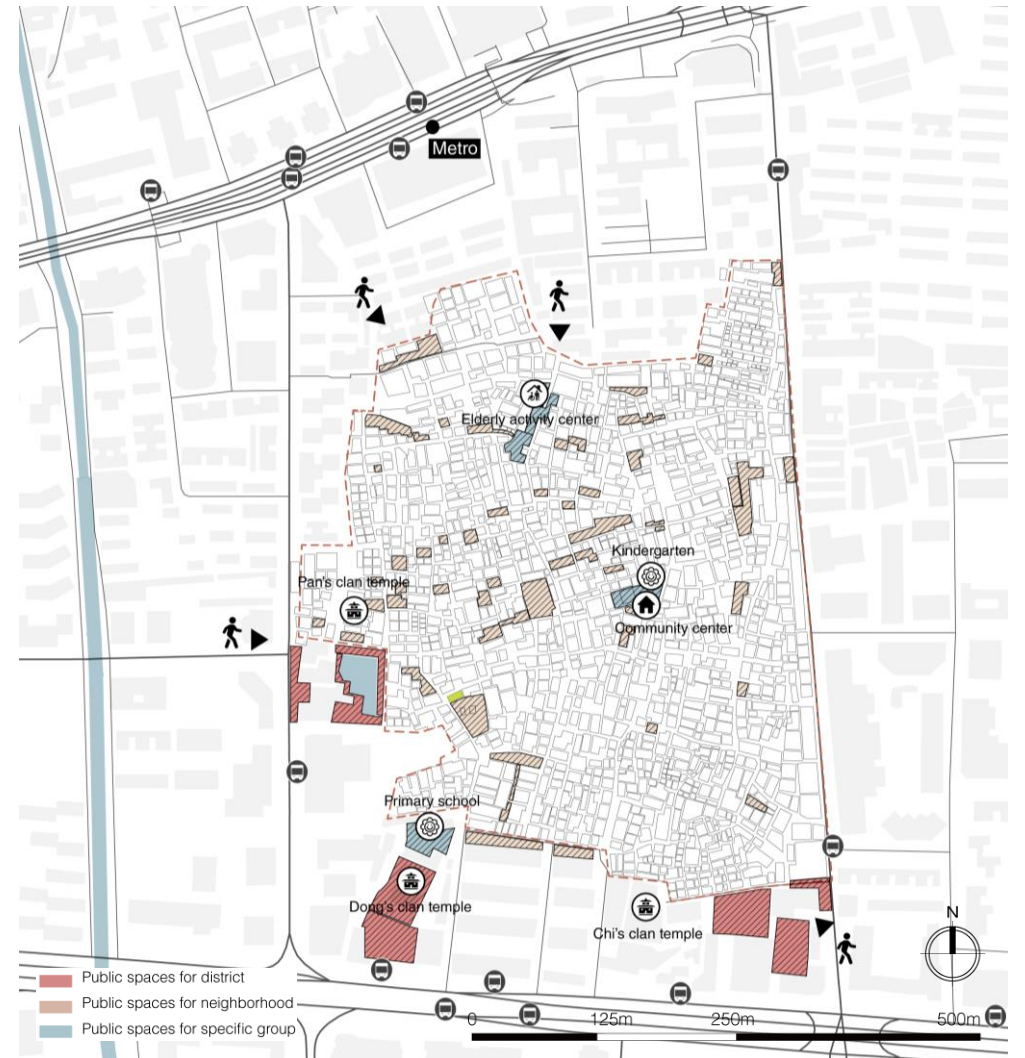 Metro
Elderly activity center
Kindergarten
Pan's clan temple
Community center
Primary school
Dong's clan temple
Chi's clan temple
N
Public spaces for district
Public spaces for neighborhood
Public spaces for specific group
0 125m 250m 500m